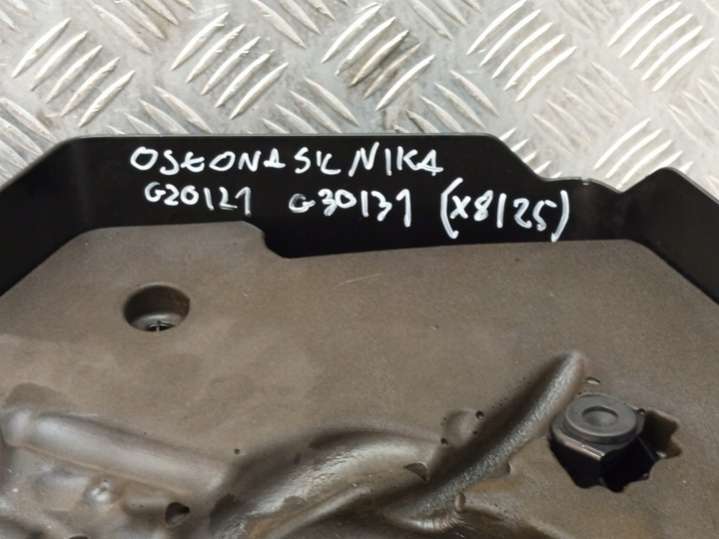 OSŁONA SILNIKA
G20121 G30131 (X8125)